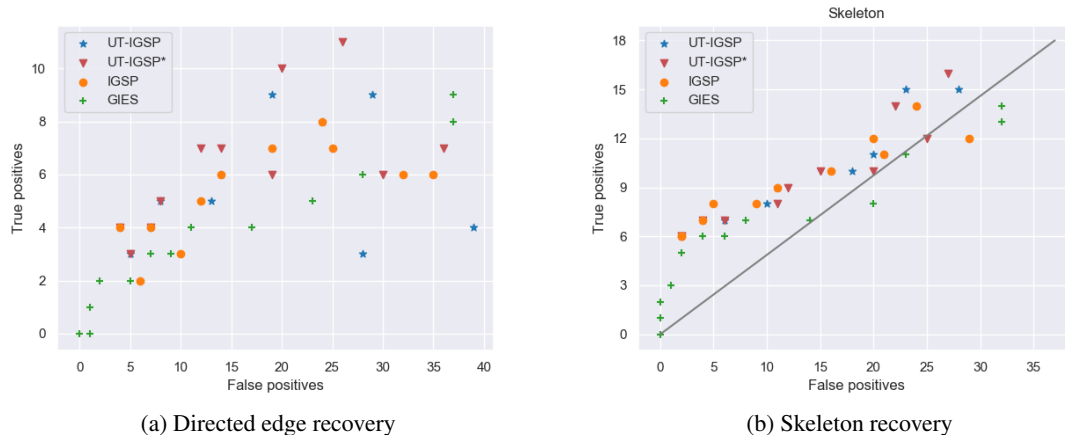 UT-IGSP
UT-IGSP*
IGSP
GIES
10
8
6
4
2
0
True positives
0 5 10 15 20 25 30 35 40
False positives
(a) Directed edge recovery
Skeleton
UT-IGSP
UT-IGSP*
IGSP
GIES
18
15
12
9
6
3
0
True positives
0 5 10 15 20 25 30 35
False positives
(b) Skeleton recovery